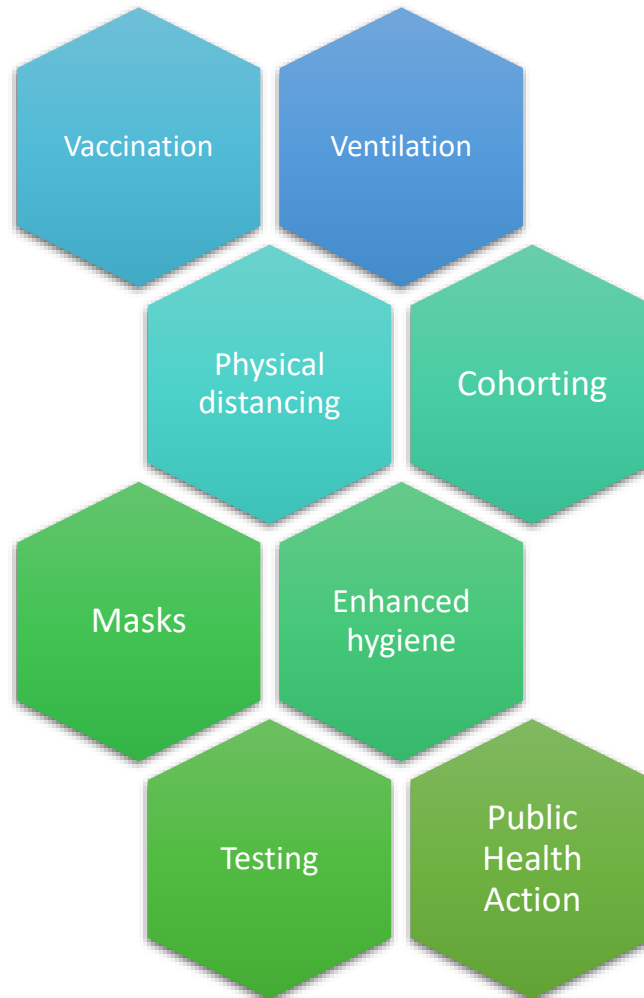 Vaccination
Ventilation
Physical
distancing
Cohorting
Masks
Enhanced
hygiene
Testing
Public
Health
Action